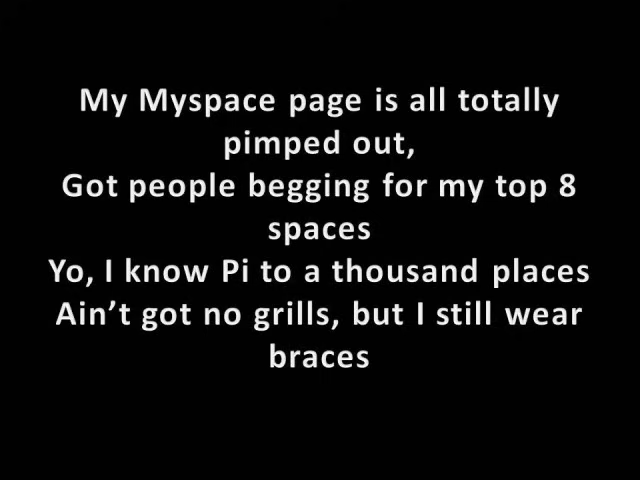 My Myspace page is all totally
pimped out,
Got people begging for my top 8
spaces
Yo, I know Pi to a thousand places
Ain’t got no grills, but I still wear
braces